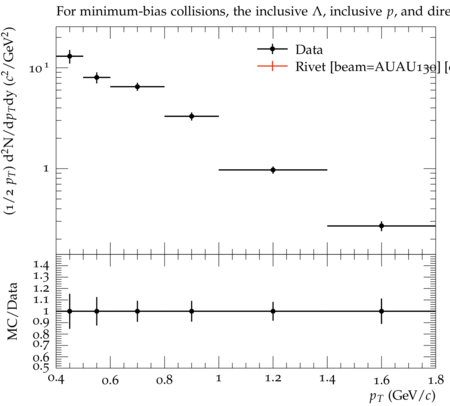 For minimum-bias collisions, the inclusive Λ, inclusive p, and dire
Data
Rivet [beam=AUAU130] [
(1/2 p_T) d²N/dp_Tdy (c²/GeV²)
10¹
1
MC/Data
1.4
1.3
1.2
1.1
1
0.9
0.8
0.7
0.6
0.5
0.4 0.6 0.8 1 1.2 1.4 1.6 1.8
p_T (GeV/c)